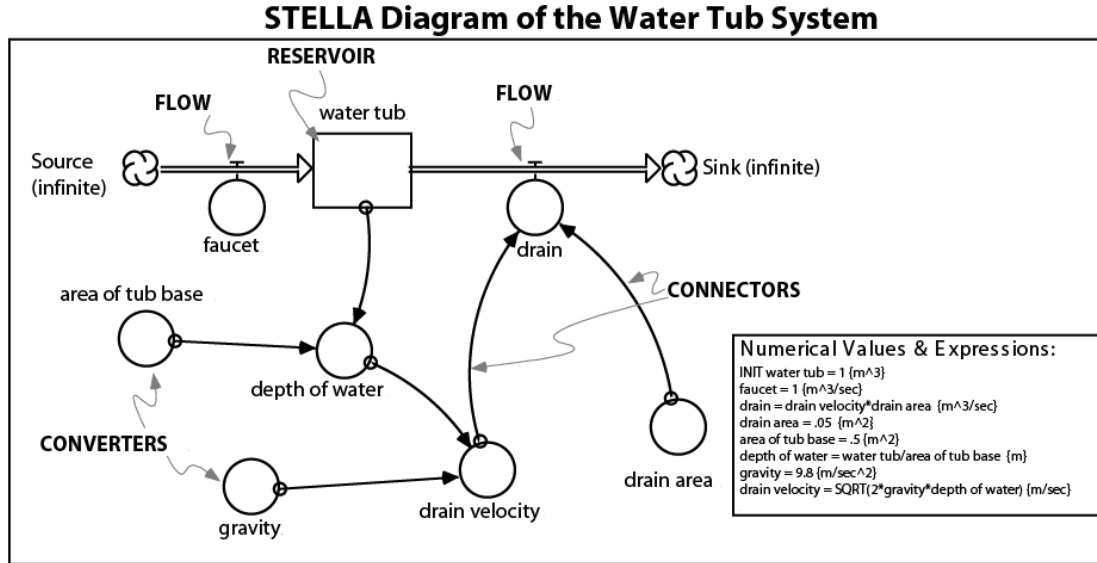 STELLA Diagram of the Water Tub System
RESERVOIR
FLOW
FLOW
water tub
Source
(infinite)
Sink (infinite)
faucet
drain
area of tub base
CONNECTORS
depth of water
CONVERTERS
gravity
drain velocity
drain area
Numerical Values & Expressions:
INIT water tub = 1 {m^3}
faucet = 1 {m^3/sec}
drain = drain velocity*drain area {m^3/sec}
drain area = .05 {m^2}
area of tub base = .5 {m^2}
depth of water = water tub/area of tub base {m}
gravity = 9.8 {m/sec^2}
drain velocity = SQRT(2*gravity*depth of water) {m/sec}